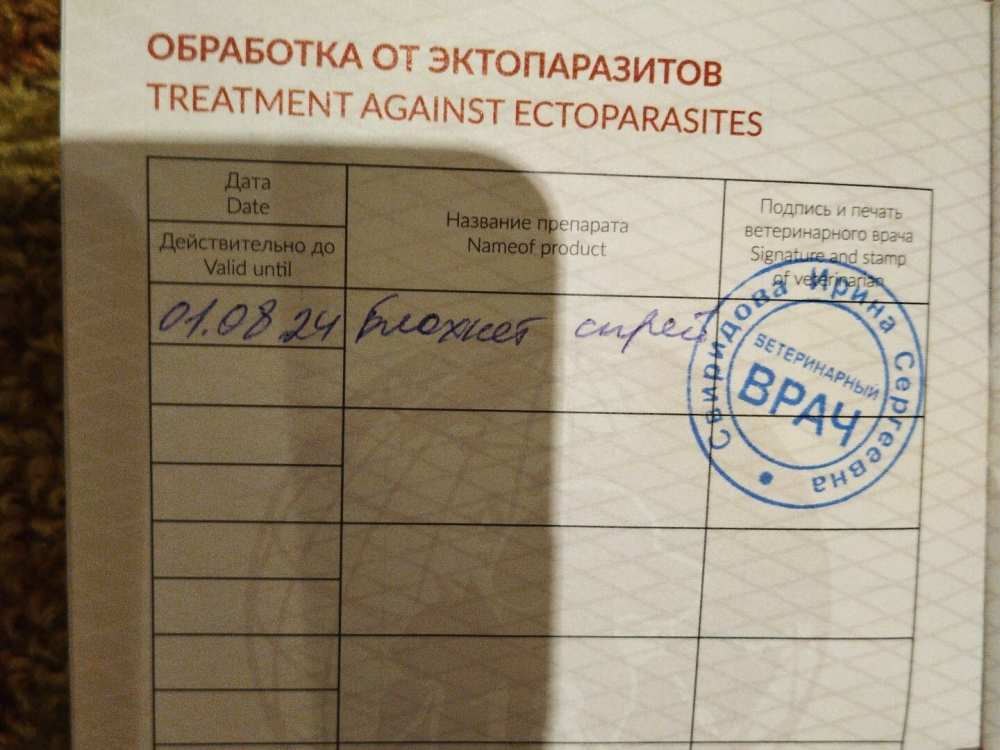 ОБРАБОТКА ОТ ЭКТОПАРАЗИТОВ
TREATMENT AGAINST ECTOPARASITES
Дата
Date
Действительно до
Valid until
Название препарата
Nameof product
Подпись и печать
ветеринарного врача
Signature and stamp
of veterinarian
01.08 24 Блохнет спрей
Свиридова Ирина Сергеевна
ВЕТЕРИНАРНЫЙ
ВРАЧ